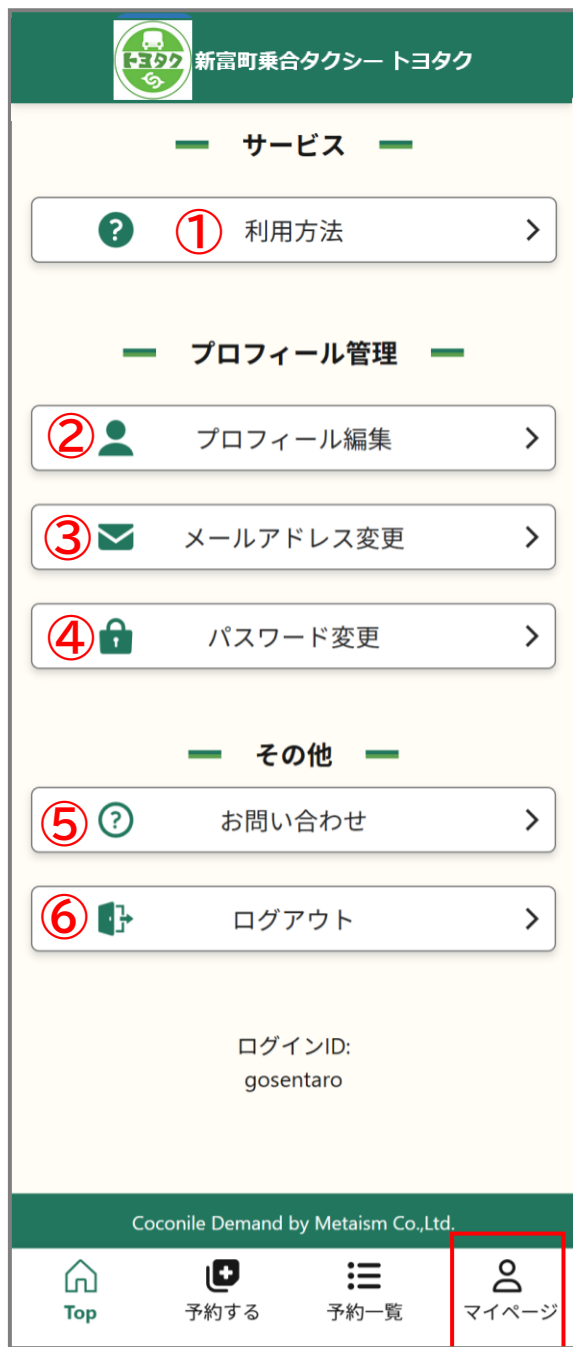 トヨタク
新富町乗合タクシー トヨタク
サービス
① 利用方法
プロフィール管理
② プロフィール編集
③ メールアドレス変更
④ パスワード変更
その他
⑤ お問い合わせ
⑥ ログアウト
ログインID:
gosentaro
Coconile Demand by Metaism Co.,Ltd.
Top 予約する 予約一覧 マイページ